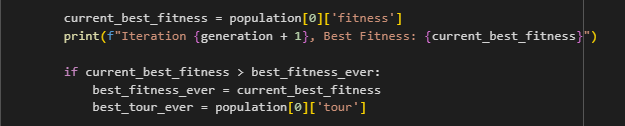 current_best_fitness = population[0]['fitness']
print(f"Iteration {generation + 1}, Best Fitness: {current_best_fitness}")
if current_best_fitness > best_fitness_ever:
best_fitness_ever = current_best_fitness
best_tour_ever = population[0]['tour']